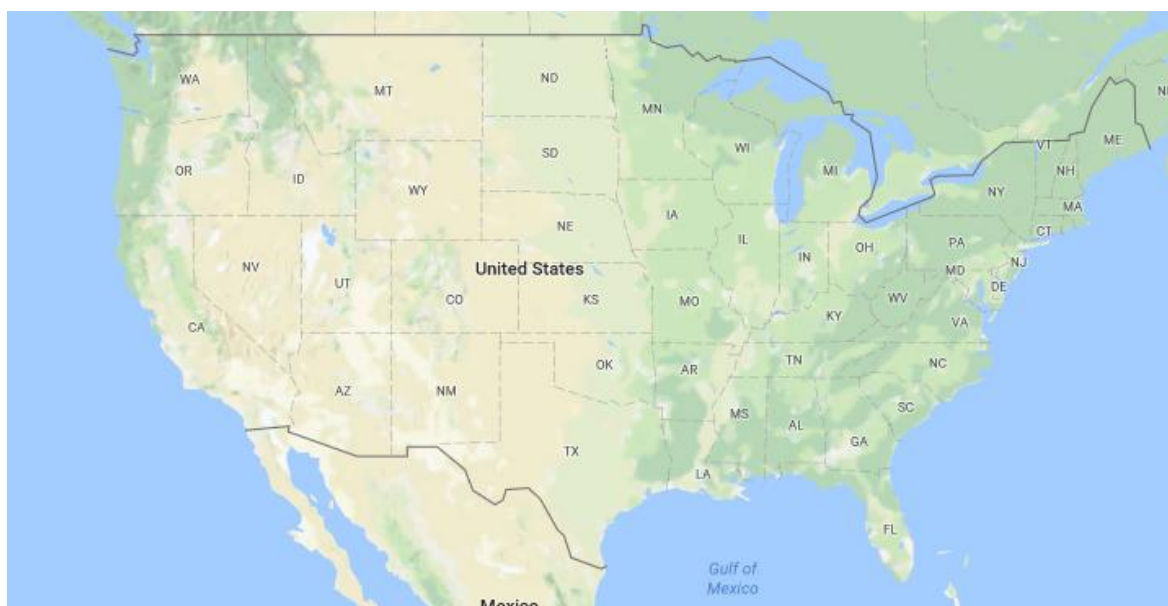 WA
MT
ND
MN
OR
ID
SD
WI
MI
VT
ME
NH
WY
NY
MA
NE
IA
CT
NV
UT
CO
United States
KS
IL
IN
OH
PA
NJ
MD
DE
CA
MO
KY
WV
VA
AZ
NM
OK
AR
TN
NC
TX
LA
MS
AL
GA
SC
FL
Gulf of
Mexico
Mexico